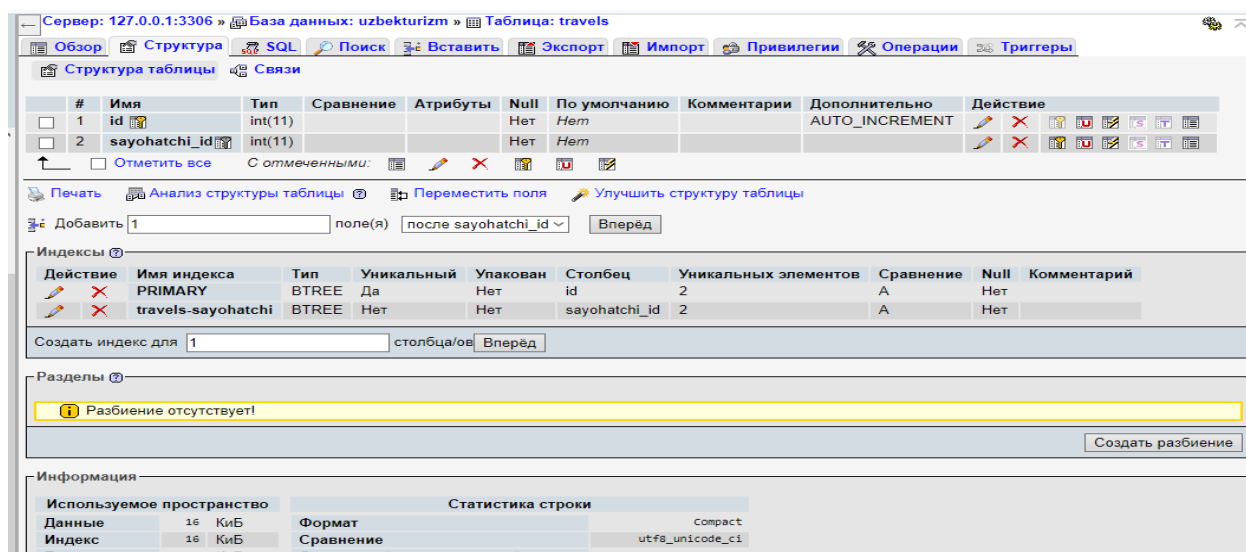 Сервер: 127.0.0.1:3306 » База данных: uzbekturizm » Таблица: travels
Обзор Структура SQL Поиск Вставить Экспорт Импорт Привилегии Операции Триггеры
Структура таблицы Связи
# Имя Тип Сравнение Атрибуты Null По умолчанию Комментарии Дополнительно Действие
1 id int(11) Нет Нет AUTO_INCREMENT
2 sayohatchi_id int(11) Нет Нет
Отметить все С отмеченными:
Печать Анализ структуры таблицы Переместить поля Улучшить структуру таблицы
Добавить 1 поле(я) после sayohatchi_id Вперёд
Индексы
Действие Имя индекса Тип Уникальный Упакован Столбец Уникальных элементов Сравнение Null Комментарий
PRIMARY BTREE Да Нет id 2 A Нет
travels-sayohatchi BTREE Нет Нет sayohatchi_id 2 A Нет
Создать индекс для 1 столбца/ов Вперёд
Разделы
Разбиение отсутствует!
Создать разбиение
Информация
Используемое пространство Статистика строки
Данные 16 КиБ Формат Compact
Индекс 16 КиБ Сравнение utf8_unicode_ci